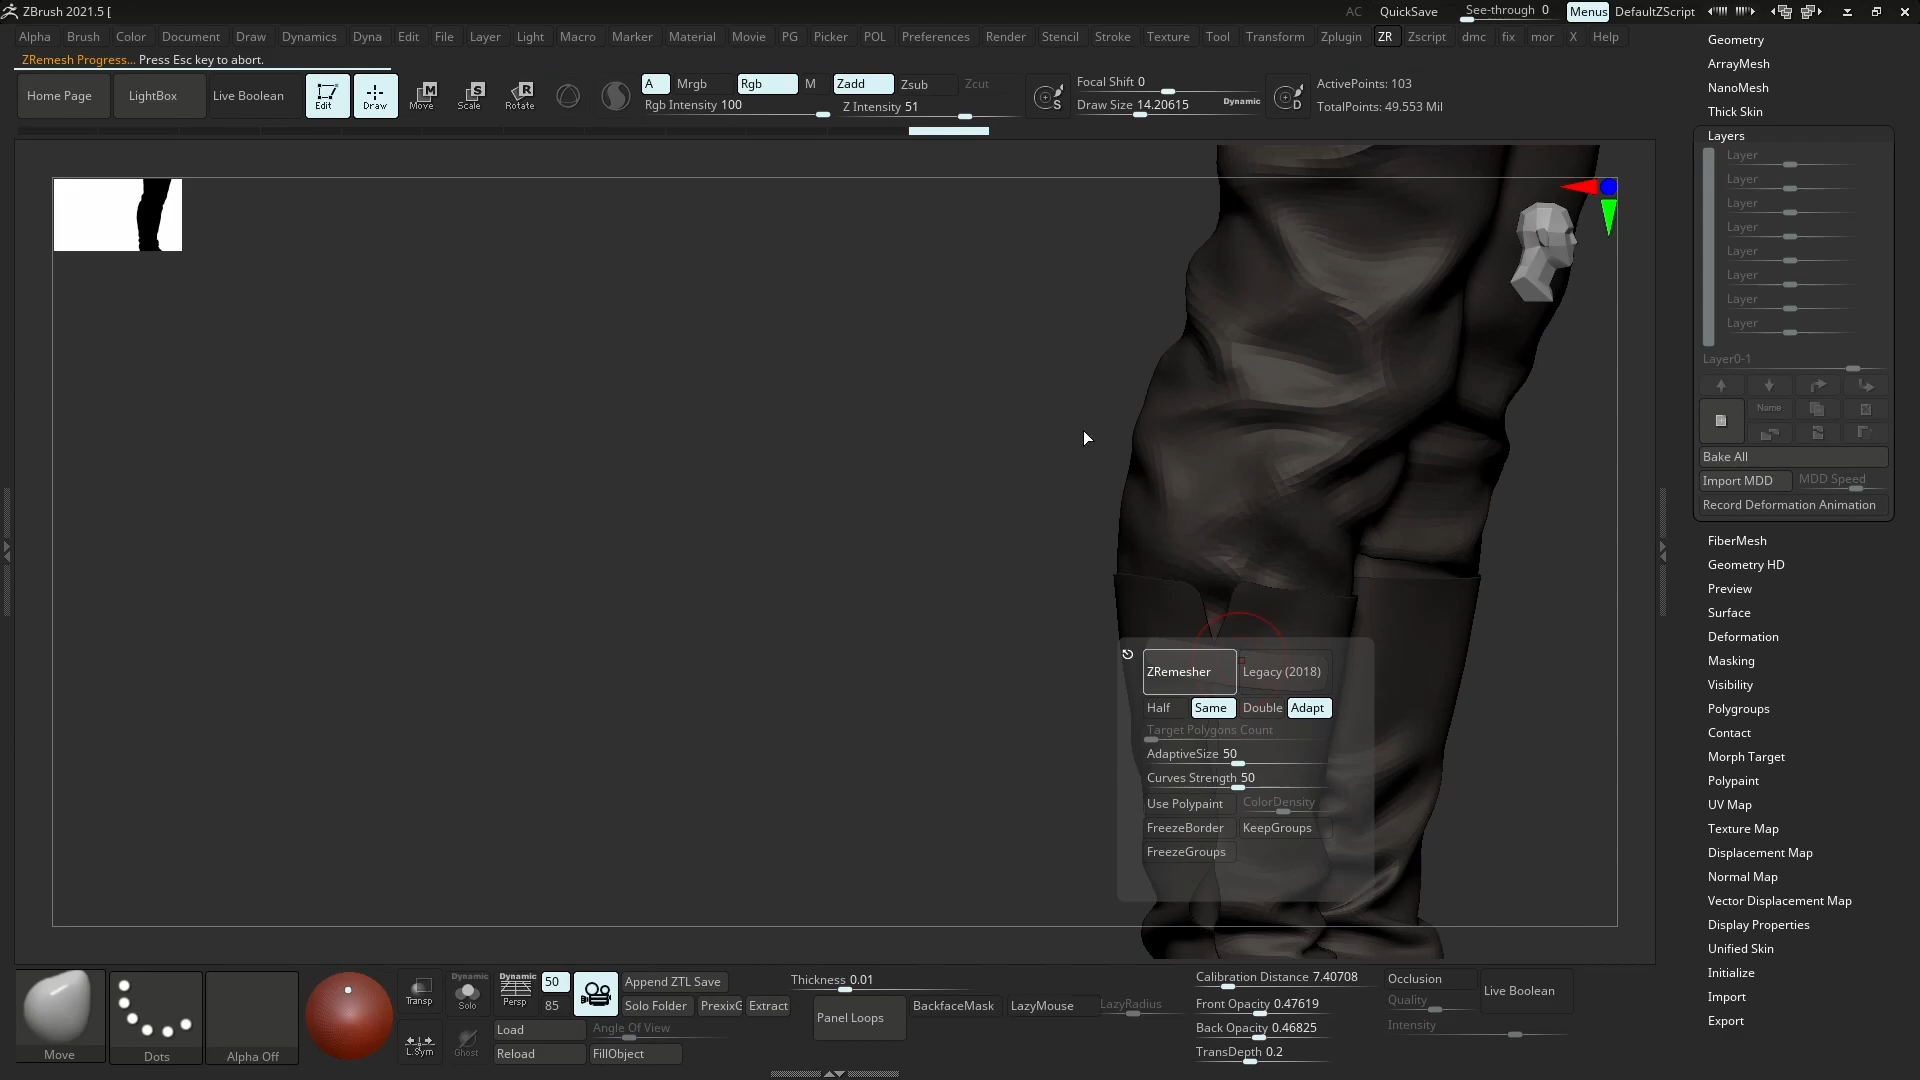 ZBrush 2021.5 [
AC QuickSave See-through 0 Menus DefaultZScript
Alpha Brush Color Document Draw Dynamics Dyna Edit File Layer Light Macro Marker Material Movie PG Picker POL Preferences Render Stencil Stroke Texture Tool Transform Zplugin ZR Zscript dmc fix mor X Help
ZRemesh Progress... Press Esc key to abort.
Home Page LightBox Live Boolean Edit Draw Move Scale Rotate
A Mrgb Rgb M Zadd Zsub Zcut
Rgb Intensity 100 Z Intensity 51
Focal Shift 0
Draw Size 14.20615 Dynamic
ActivePoints: 103
TotalPoints: 49.553 Mil
Geometry
ArrayMesh
NanoMesh
Thick Skin
Layers
Layer
Layer
Layer
Layer
Layer
Layer
Layer
Layer
Layer0-1
Name
Bake All
Import MDD MDD Speed
Record Deformation Animation
FiberMesh
Geometry HD
Preview
Surface
Deformation
Masking
Visibility
Polygroups
Contact
Morph Target
Polypaint
UV Map
Texture Map
Displacement Map
Normal Map
Vector Displacement Map
Display Properties
Unified Skin
Initialize
Import
Export
ZRemesher Legacy (2018)
Half Same Double Adapt
Target Polygons Count
AdaptiveSize 50
Curves Strength 50
Use Polypaint ColorDensity
FreezeBorder KeepGroups
FreezeGroups
Move
Dots
Alpha Off
Transp
L.Sym
Dynamic
Solo
Ghost
Dynamic
Persp
50
85
Append ZTL Save
Solo Folder PrexixG Extract
Load Angle Of View
Reload FillObject
Thickness 0.01
Panel Loops BackfaceMask LazyMouse LazyRadius
Calibration Distance 7.40708
Front Opacity 0.47619
Back Opacity 0.46825
TransDepth 0.2
Occlusion
Quality
Intensity
Live Boolean